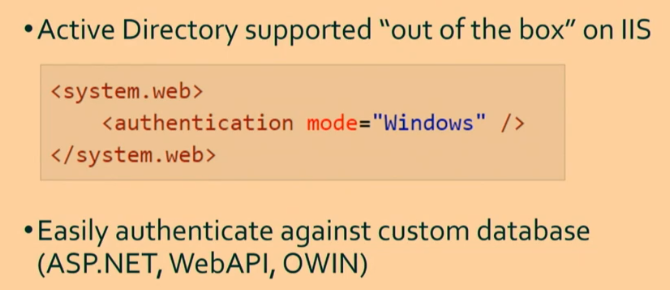 •Active Directory supported “out of the box” on IIS
<system.web>
<authentication mode="Windows" />
</system.web>
•Easily authenticate against custom database
(ASP.NET, WebAPI, OWIN)